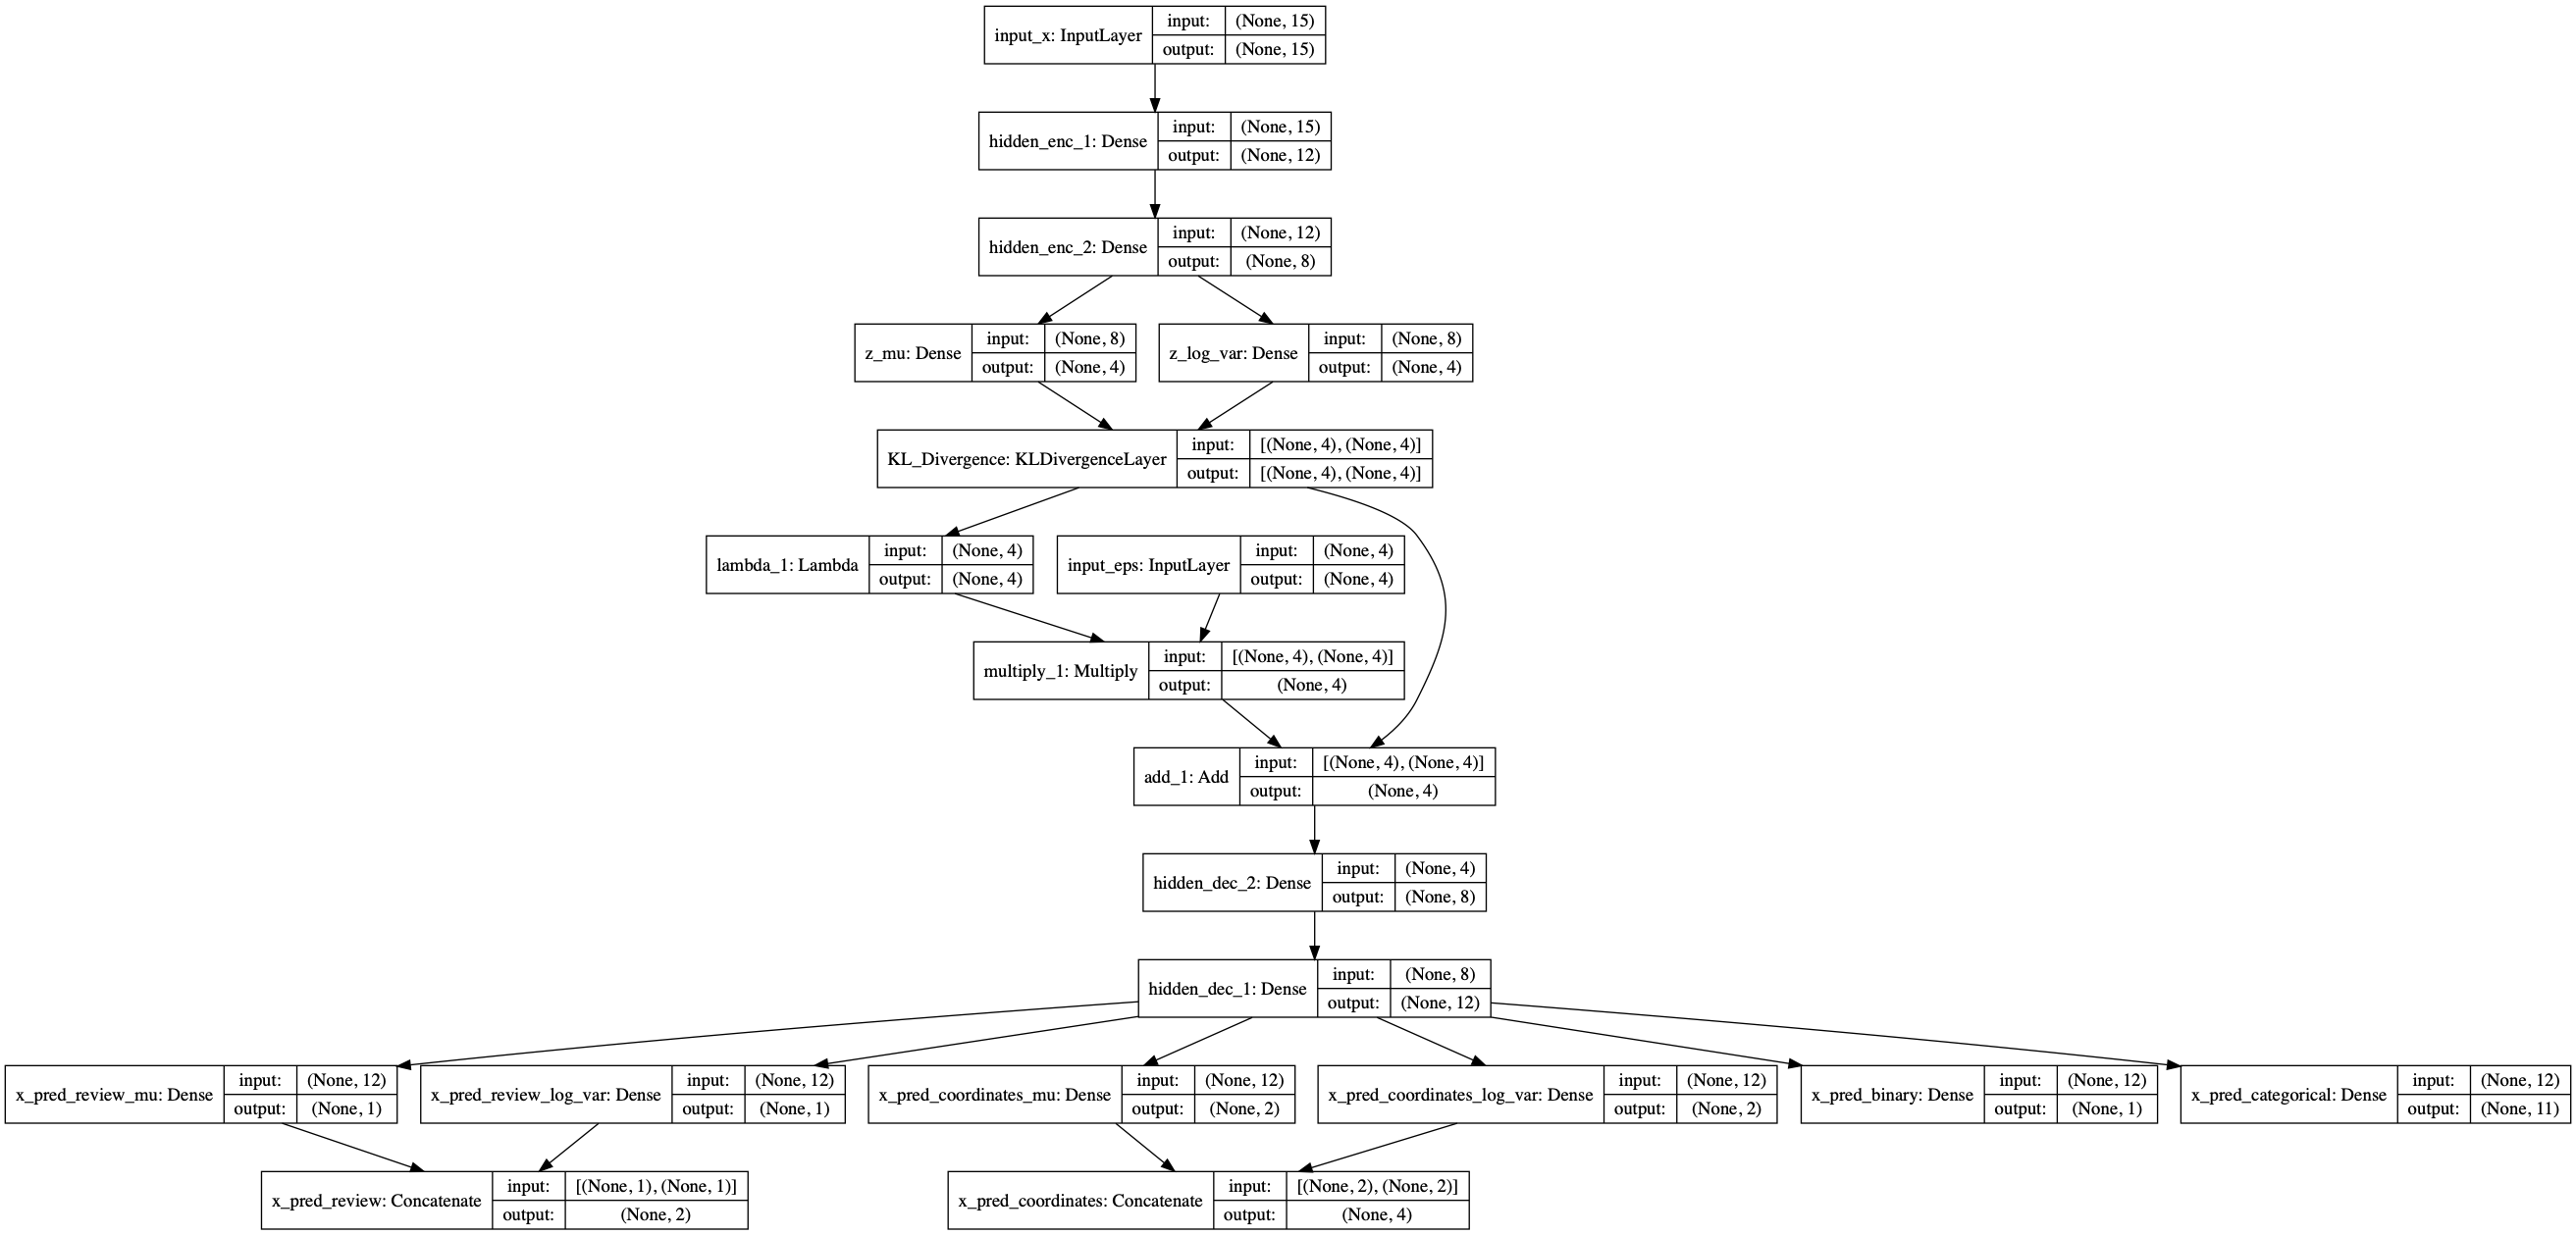 input_x: InputLayer
input: (None, 15)
output: (None, 15)
hidden_enc_1: Dense
input: (None, 15)
output: (None, 12)
hidden_enc_2: Dense
input: (None, 12)
output: (None, 8)
z_mu: Dense
input: (None, 8)
output: (None, 4)
z_log_var: Dense
input: (None, 8)
output: (None, 4)
KL_Divergence: KLDivergenceLayer
input: [(None, 4), (None, 4)]
output: [(None, 4), (None, 4)]
lambda_1: Lambda
input: (None, 4)
output: (None, 4)
input_eps: InputLayer
input: (None, 4)
output: (None, 4)
multiply_1: Multiply
input: [(None, 4), (None, 4)]
output: (None, 4)
add_1: Add
input: [(None, 4), (None, 4)]
output: (None, 4)
hidden_dec_2: Dense
input: (None, 4)
output: (None, 8)
hidden_dec_1: Dense
input: (None, 8)
output: (None, 12)
x_pred_review_mu: Dense
input: (None, 12)
output: (None, 1)
x_pred_review_log_var: Dense
input: (None, 12)
output: (None, 1)
x_pred_coordinates_mu: Dense
input: (None, 12)
output: (None, 2)
x_pred_coordinates_log_var: Dense
input: (None, 12)
output: (None, 2)
x_pred_binary: Dense
input: (None, 12)
output: (None, 1)
x_pred_categorical: Dense
input: (None, 12)
output: (None, 11)
x_pred_review: Concatenate
input: [(None, 1), (None, 1)]
output: (None, 2)
x_pred_coordinates: Concatenate
input: [(None, 2), (None, 2)]
output: (None, 4)